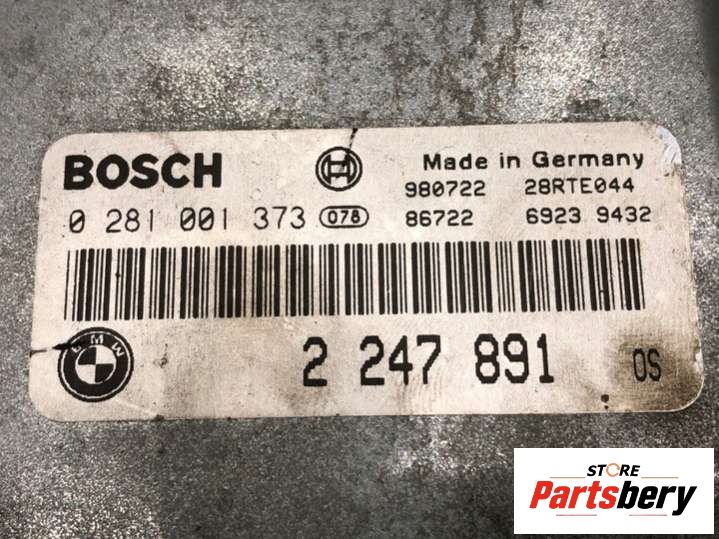 BOSCH Made in Germany
980722 28RTE044
0 281 001 373 078 86722 6923 9432
BMW 2 247 891 OS
STORE
Partsbery